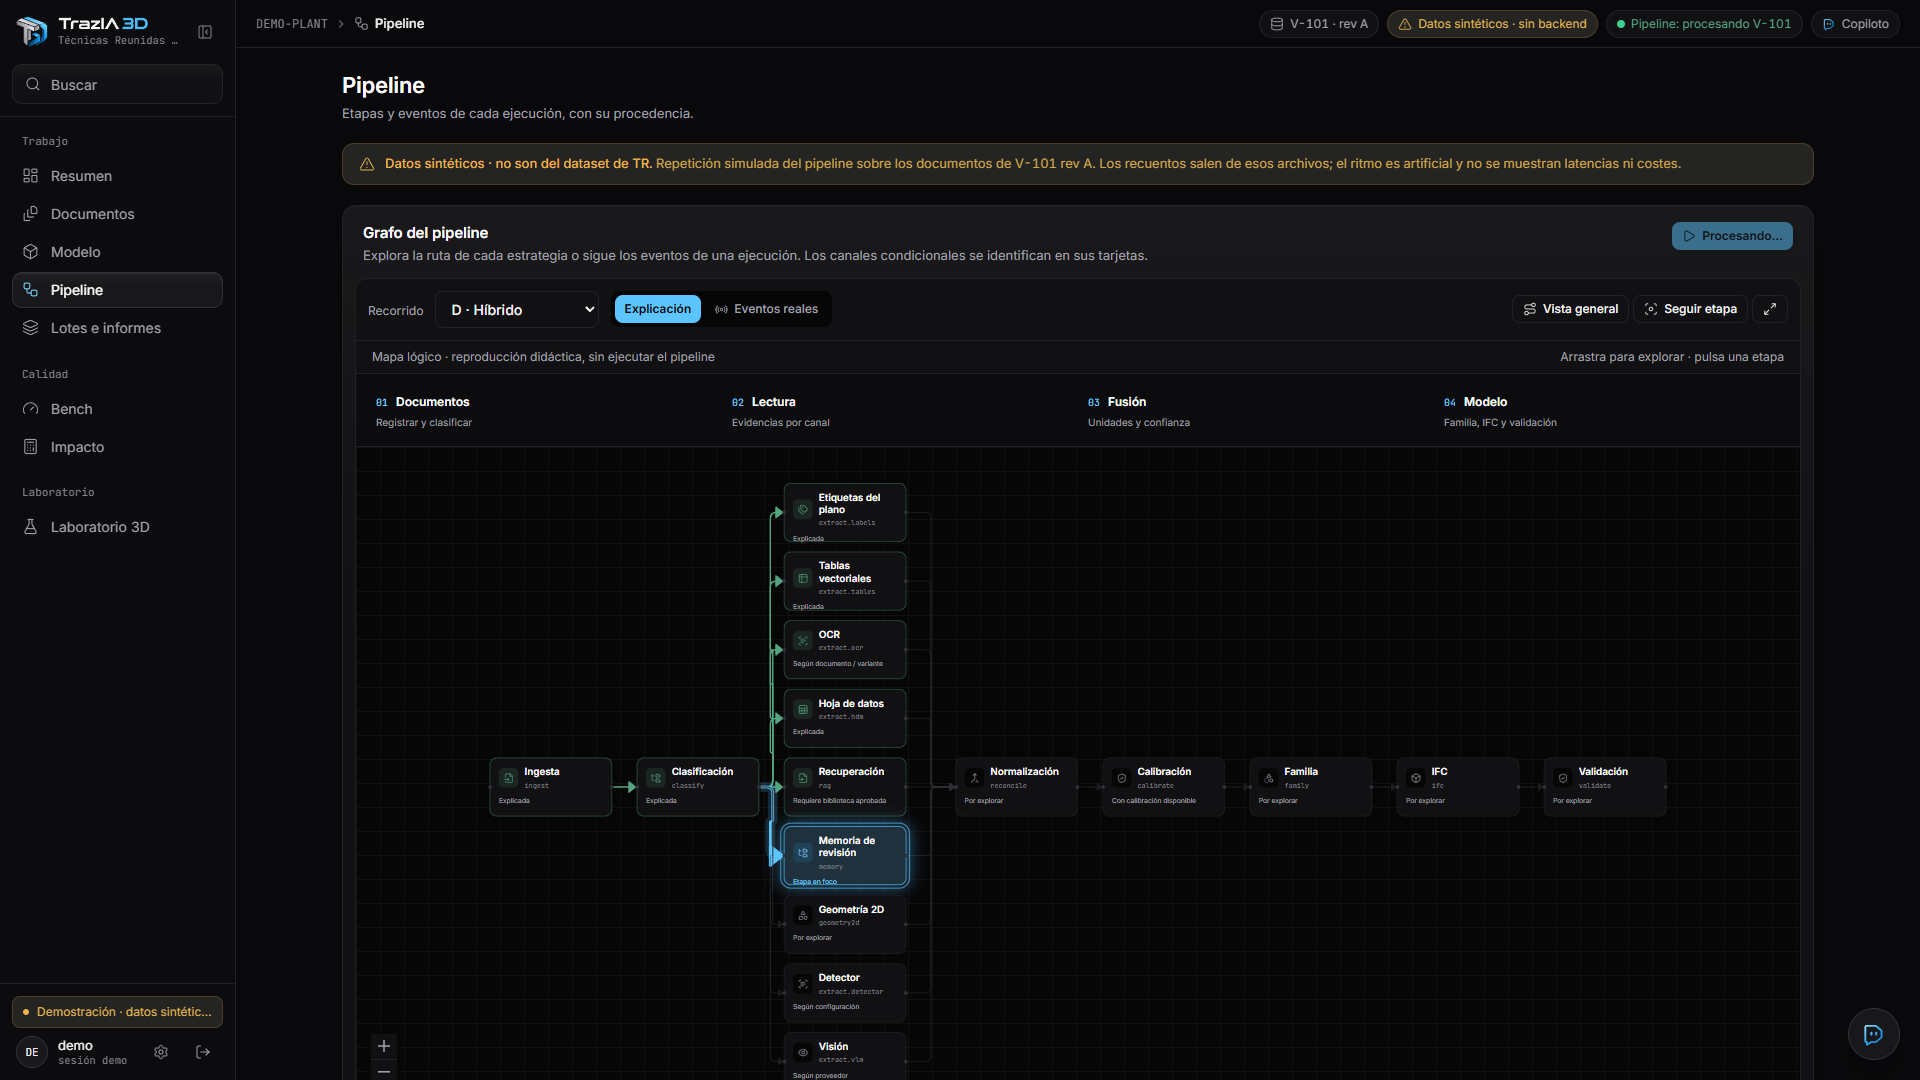 TrazIA 3D
Técnicas Reunidas …
Buscar
Trabajo
Resumen
Documentos
Modelo
Pipeline
Lotes e informes
Calidad
Bench
Impacto
Laboratorio
Laboratorio 3D
Demostración · datos sintétic...
DE
demo
sesión demo
DEMO-PLANT
Pipeline
V-101 · rev A
Datos sintéticos · sin backend
Pipeline: procesando V-101
Copiloto
Pipeline
Etapas y eventos de cada ejecución, con su procedencia.
Datos sintéticos · no son del dataset de TR. Repetición simulada del pipeline sobre los documentos de V-101 rev A. Los recuentos salen de esos archivos; el ritmo es artificial y no se muestran latencias ni costes.
Grafo del pipeline
Explora la ruta de cada estrategia o sigue los eventos de una ejecución. Los canales condicionales se identifican en sus tarjetas.
Procesando...
Recorrido
D · Híbrido
Explicación
Eventos reales
Vista general
Seguir etapa
Mapa lógico · reproducción didáctica, sin ejecutar el pipeline
Arrastra para explorar · pulsa una etapa
01 Documentos
Registrar y clasificar
02 Lectura
Evidencias por canal
03 Fusión
Unidades y confianza
04 Modelo
Familia, IFC y validación
Etiquetas del
plano
extract.labels
Explicada
Tablas
vectoriales
extract.tables
Explicada
OCR
extract.ocr
Según documento / variante
Hoja de datos
extract.hdm
Explicada
Ingesta
ingest
Explicada
Clasificación
classify
Explicada
Recuperación
rag
Requiere biblioteca aprobada
Normalización
reconcile
Por explorar
Calibración
calibrate
Con calibración disponible
Familia
family
Por explorar
IFC
ifc
Por explorar
Validación
validate
Por explorar
Memoria de
revisión
memory
Etapa en foco
Geometría 2D
geometry2d
Por explorar
Detector
extract.detector
Según configuración
Visión
extract.vlm
Según proveedor